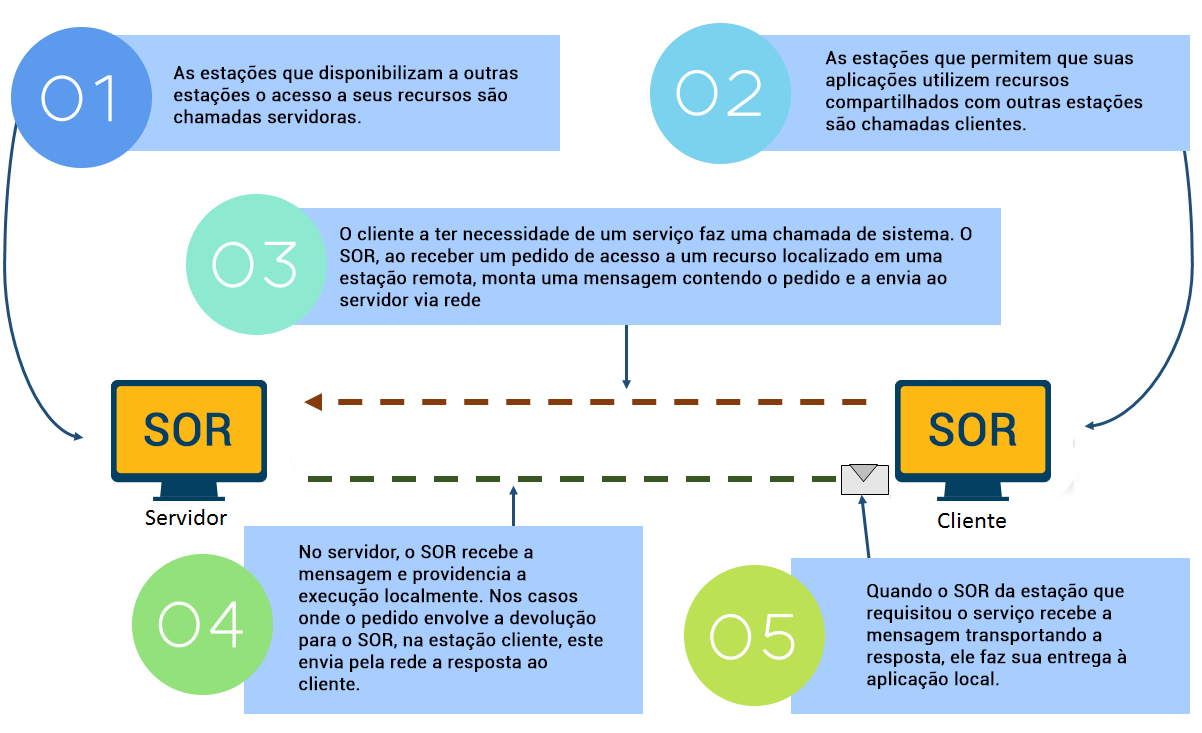 01
As estações que disponibilizam a outras
estações o acesso a seus recursos são
chamadas servidoras.
02
As estações que permitem que suas
aplicações utilizem recursos
compartilhados com outras estações
são chamadas clientes.
03
O cliente a ter necessidade de um serviço faz uma chamada de sistema. O
SOR, ao receber um pedido de acesso a um recurso localizado em uma
estação remota, monta uma mensagem contendo o pedido e a envia ao
servidor via rede
SOR
Servidor
SOR
Cliente
04
No servidor, o SOR recebe a
mensagem e providencia a
execução localmente. Nos casos
onde o pedido envolve a devolução
para o SOR, na estação cliente, este
envia pela rede a resposta ao
cliente.
05
Quando o SOR da estação que
requisitou o serviço recebe a
mensagem transportando a
resposta, ele faz sua entrega à
aplicação local.